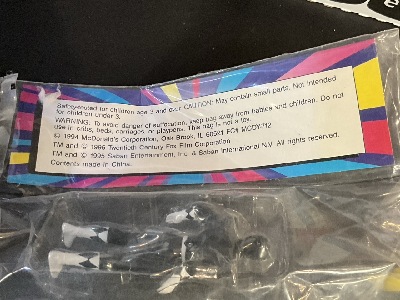 Safety-tested for children age 3 and over. CAUTION: May contain small parts. Not intended
for children under 3.
WARNING: To avoid danger of suffocation, keep bag away from babies and children. Do not
use in cribs, beds, carriages, or playpens. This bag is not a toy.
© 1994 McDonald's Corporation, Oak Brook, IL 60521
TM and © 1995 Twentieth Century Fox Film Corporation
TM and © 1995 Saban Entertainment, Inc. & Saban International N.V. All rights reserved.
Contents made in China.